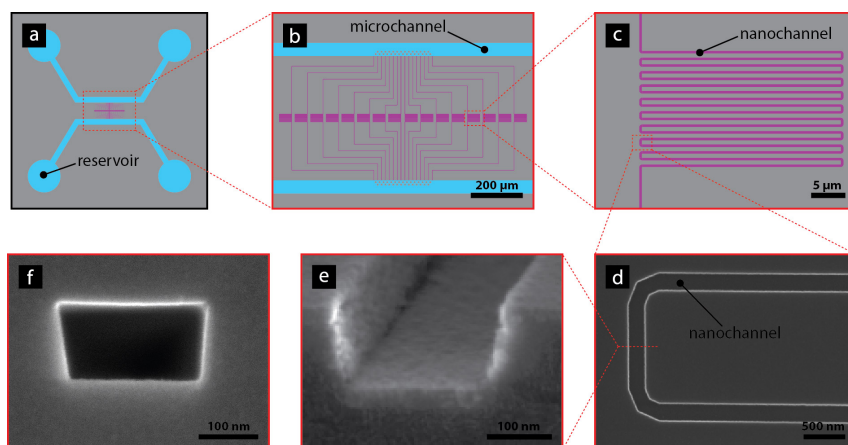 a
reservoir
b
microchannel
200 µm
c
nanochannel
5 µm
f
100 nm
e
100 nm
d
nanochannel
500 nm